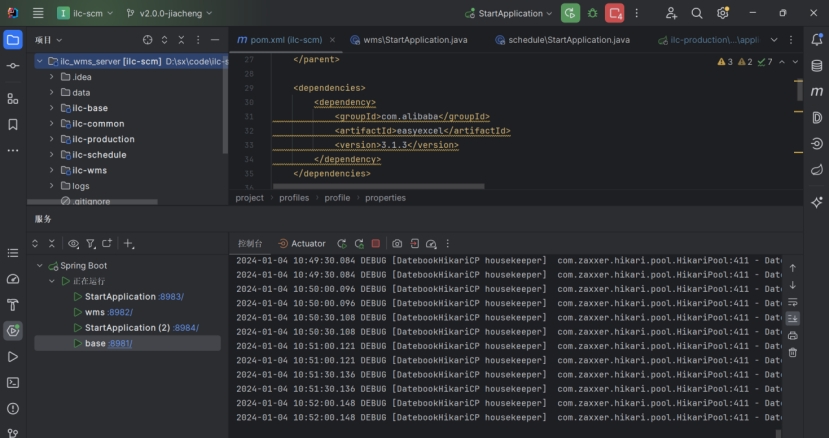 I ilc-scm v2.0.0-jiacheng StartApplication 4
项目
pom.xml (ilc-scm) wms\StartApplication.java schedule\StartApplication.java ilc-production\...\appli
ilc_wms_server [ilc-scm] D:\sx\code\ilc-s
.idea
data
ilc-base
ilc-common
ilc-production
ilc-schedule
ilc-wms
logs
.gitignore
3 2 7
27 </parent>
28
29 <dependencies>
30 <dependency>
31 <groupId>com.alibaba</groupId>
32 <artifactId>easyexcel</artifactId>
33 <version>3.1.3</version>
34 </dependency>
35 </dependencies>
36
project > profiles > profile > properties
服务
Spring Boot
正在运行
StartApplication :8983/
wms :8982/
StartApplication (2) :8984/
base :8981/
控制台 Actuator
2024-01-04 10:49:30.084 DEBUG [DatebookHikariCP housekeeper] com.zaxxer.hikari.pool.HikariPool:411 - Date
2024-01-04 10:49:30.084 DEBUG [DatebookHikariCP housekeeper] com.zaxxer.hikari.pool.HikariPool:411 - Date
2024-01-04 10:50:00.096 DEBUG [DatebookHikariCP housekeeper] com.zaxxer.hikari.pool.HikariPool:411 - Date
2024-01-04 10:50:00.096 DEBUG [DatebookHikariCP housekeeper] com.zaxxer.hikari.pool.HikariPool:411 - Date
2024-01-04 10:50:30.108 DEBUG [DatebookHikariCP housekeeper] com.zaxxer.hikari.pool.HikariPool:411 - Date
2024-01-04 10:50:30.108 DEBUG [DatebookHikariCP housekeeper] com.zaxxer.hikari.pool.HikariPool:411 - Date
2024-01-04 10:51:00.121 DEBUG [DatebookHikariCP housekeeper] com.zaxxer.hikari.pool.HikariPool:411 - Date
2024-01-04 10:51:00.121 DEBUG [DatebookHikariCP housekeeper] com.zaxxer.hikari.pool.HikariPool:411 - Date
2024-01-04 10:51:30.136 DEBUG [DatebookHikariCP housekeeper] com.zaxxer.hikari.pool.HikariPool:411 - Date
2024-01-04 10:51:30.136 DEBUG [DatebookHikariCP housekeeper] com.zaxxer.hikari.pool.HikariPool:411 - Date
2024-01-04 10:52:00.148 DEBUG [DatebookHikariCP housekeeper] com.zaxxer.hikari.pool.HikariPool:411 - Date
2024-01-04 10:52:00.148 DEBUG [DatebookHikariCP housekeeper] com.zaxxer.hikari.pool.HikariPool:411 - Date